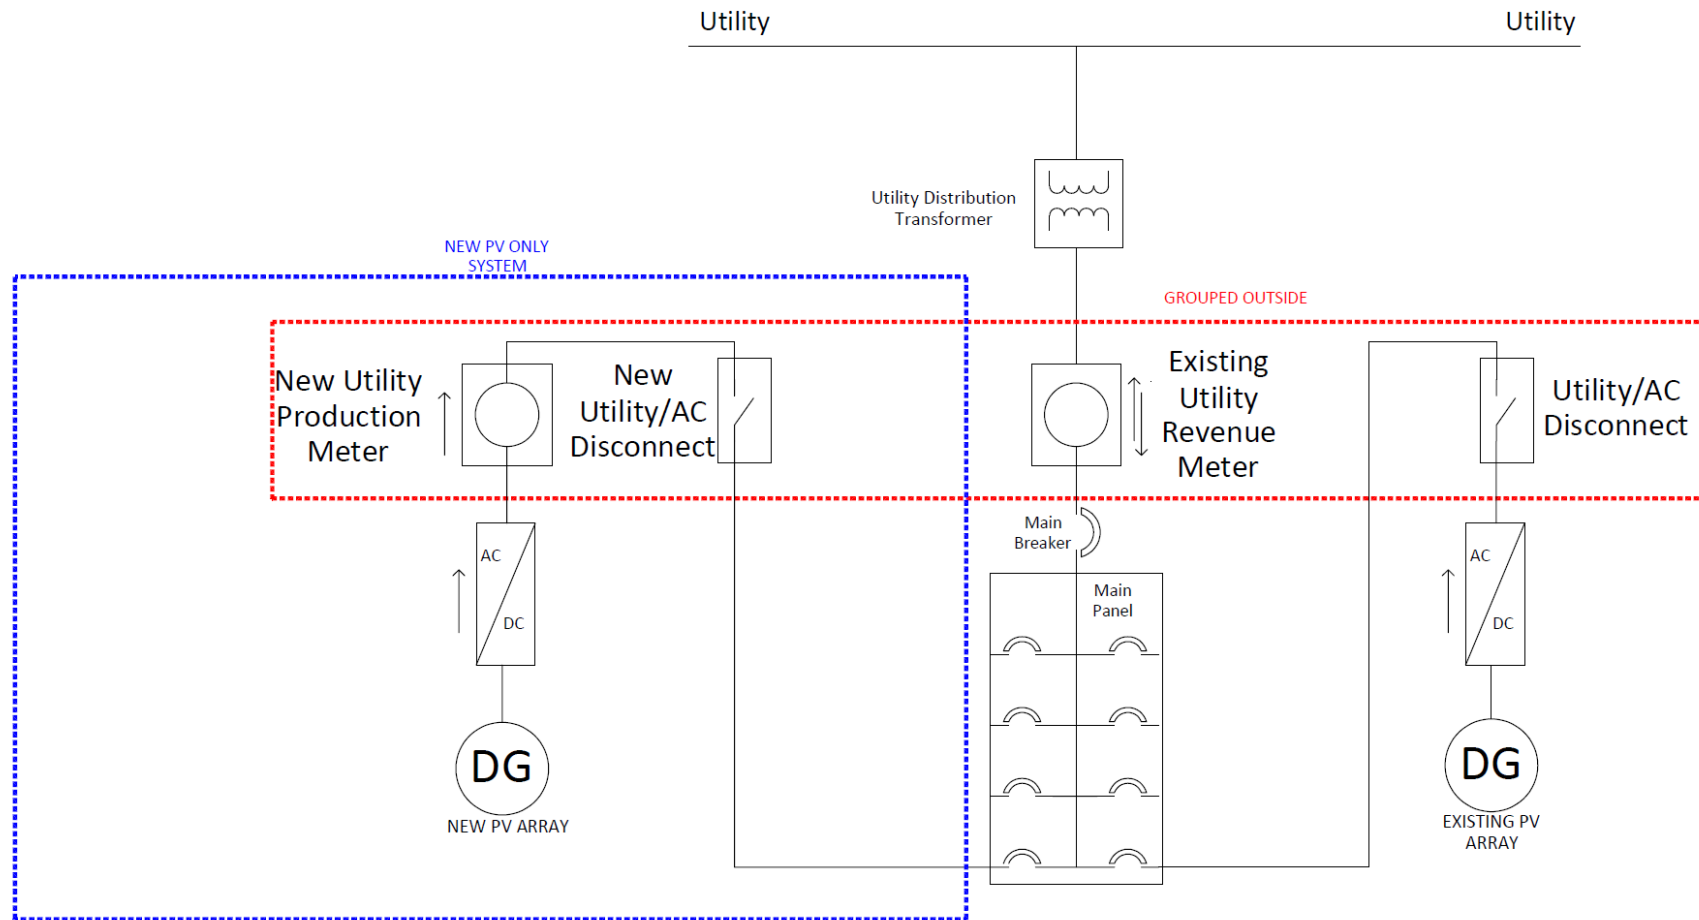 Utility
Utility
Utility Distribution
Transformer
NEW PV ONLY
SYSTEM
GROUPED OUTSIDE
New Utility
Production
Meter
New
Utility/AC
Disconnect
Existing
Utility
Revenue
Meter
Utility/AC
Disconnect
Main
Breaker
AC
DC
Main
Panel
AC
DC
DG
NEW PV ARRAY
DG
EXISTING PV
ARRAY